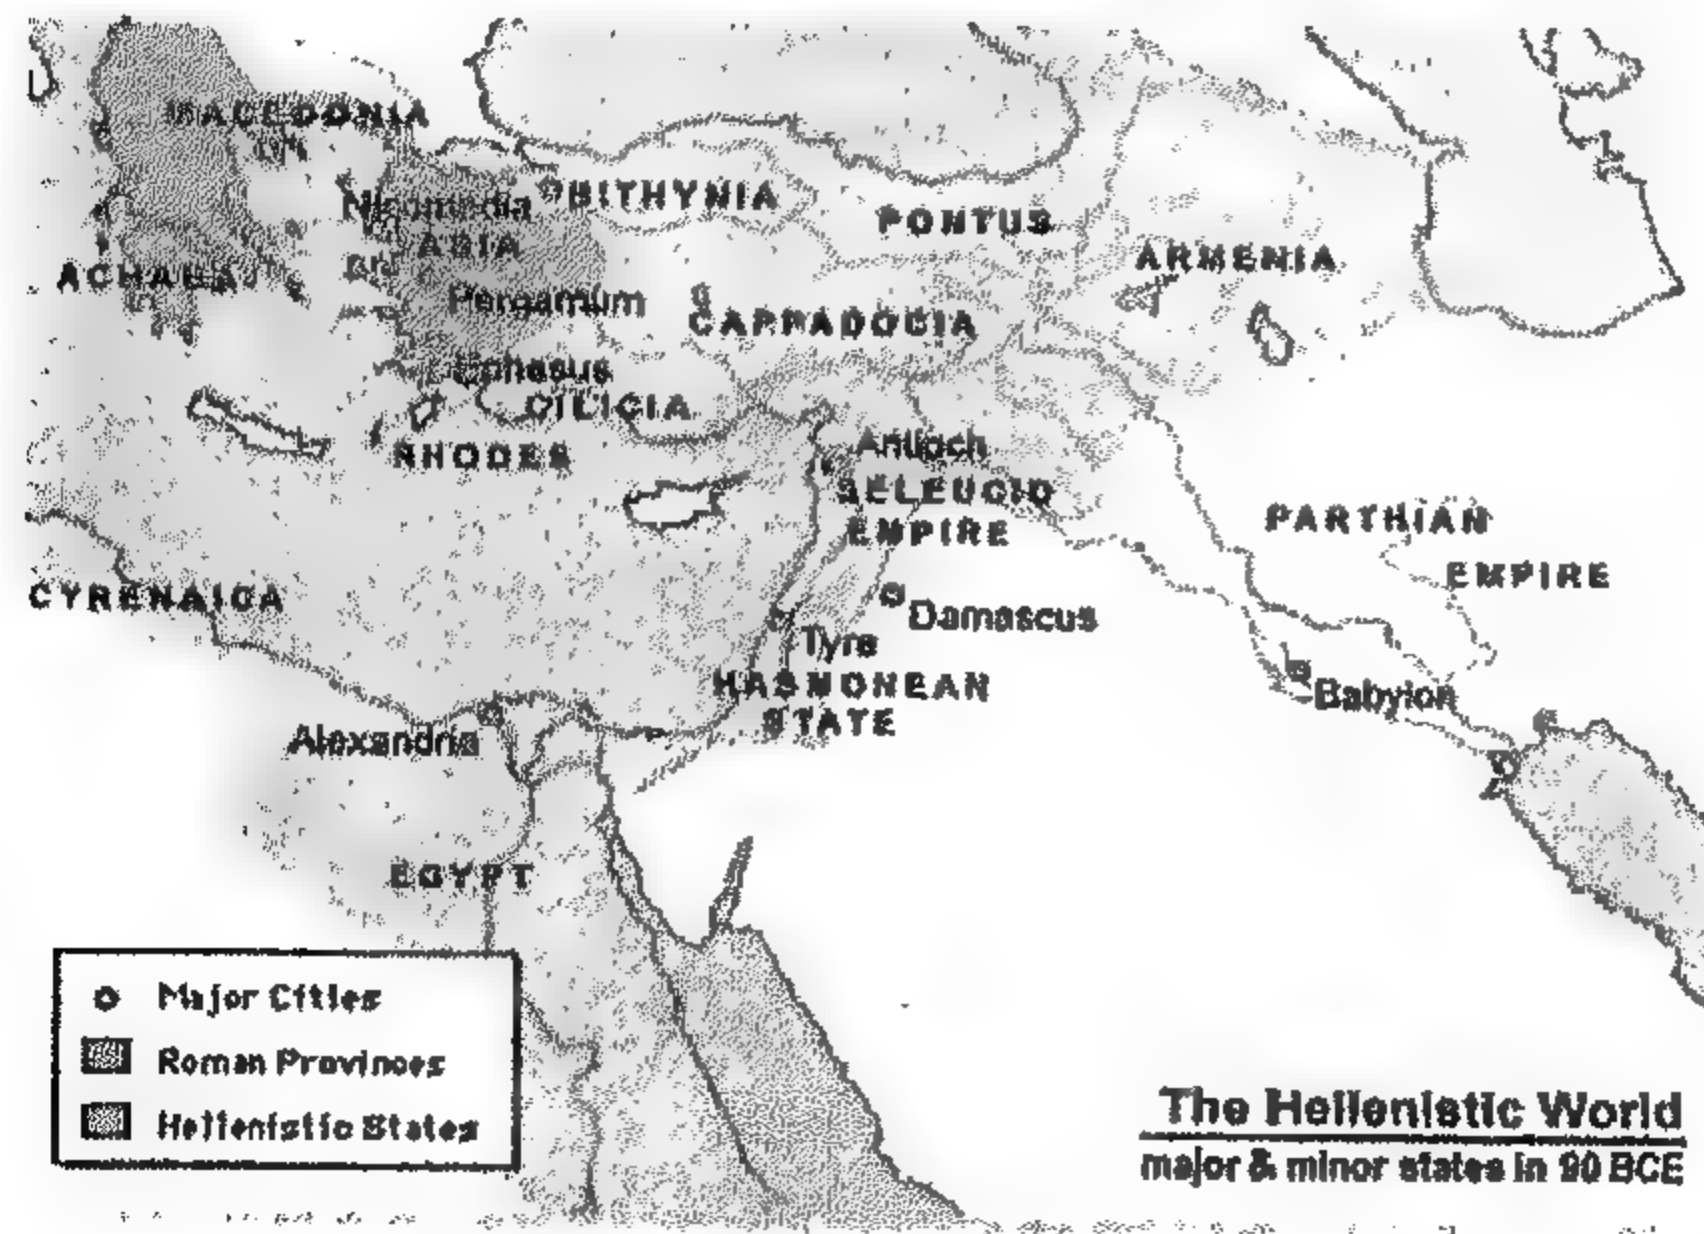 MACEDONIA
Nicomedia
BITHYNIA
PONTUS
ASIA
ARMENIA
ACHAEA
Pergamum
CAPPADOCIA
Ephesus
CILICIA
RHODES
Antioch
SELEUCID
EMPIRE
PARTHIAN
EMPIRE
CYRENAICA
Damascus
Tyre
HASMONEAN
STATE
Babylon
Alexandria
EGYPT
Major Cities
Roman Provinces
Hellenistic States
The Hellenistic World
major & minor states in 90 BCE